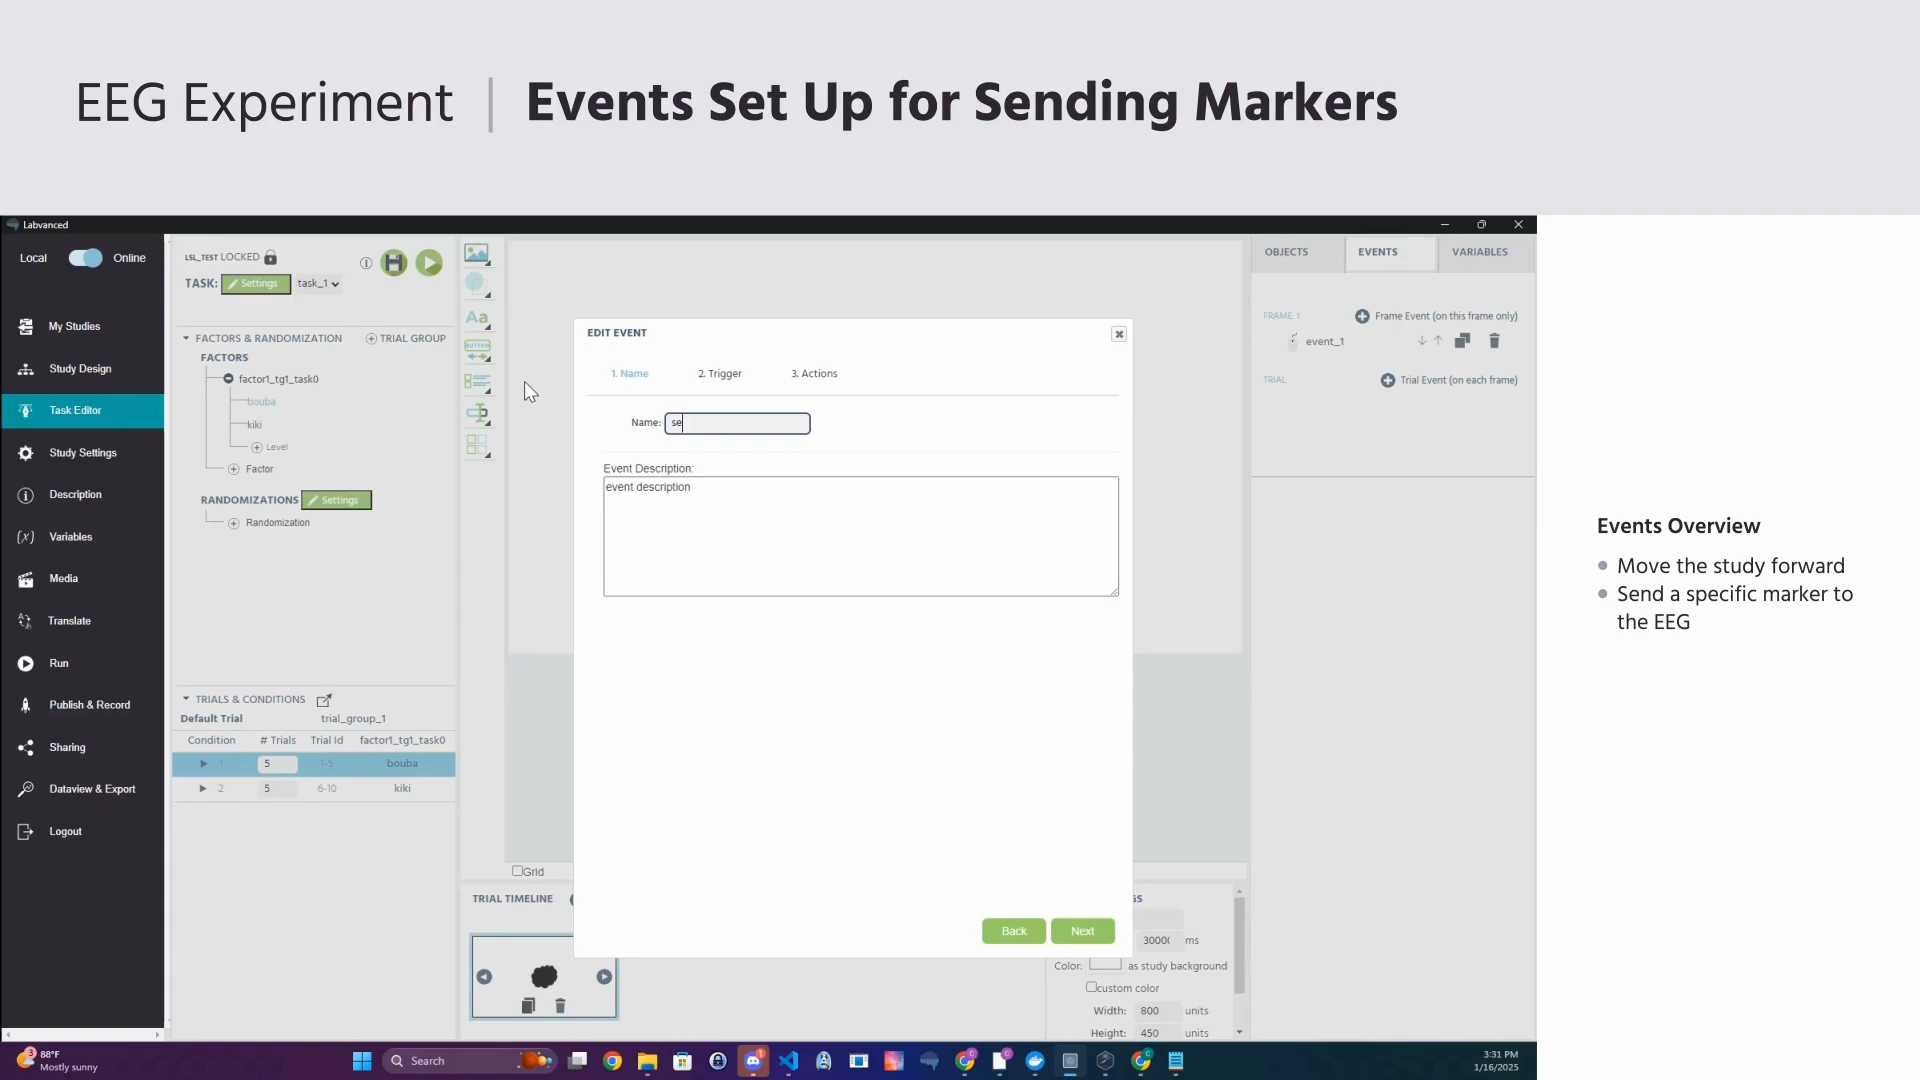 EEG Experiment | Events Set Up for Sending Markers
Labvanced
Local Online
LSL_TEST LOCKED
TASK: Settings task_1
OBJECTS EVENTS VARIABLES
My Studies
Study Design
Task Editor
Study Settings
Description
Variables
Media
Translate
Run
Publish & Record
Sharing
Dataview & Export
Logout
FACTORS & RANDOMIZATION TRIAL GROUP
FACTORS
factor1_tg1_task0
bouba
kiki
Level
Factor
RANDOMIZATIONS Settings
Randomization
TRIALS & CONDITIONS
Default Trial trial_group_1
Condition # Trials Trial Id factor1_tg1_task0
1 5 1-5 bouba
2 5 6-10 kiki
Aa
BUTTON
EDIT EVENT
1. Name 2. Trigger 3. Actions
Name: se
Event Description:
event description
Back Next
Grid
TRIAL TIMELINE
GS
30000 ms
Color: as study background
custom color
Width: 800 units
Height: 450 units
FRAME: 1 Frame Event (on this frame only)
event_1
TRIAL Trial Event (on each frame)
Events Overview
Move the study forward
Send a specific marker to
the EEG
3
88°F
Mostly sunny
Search
3:31 PM
1/16/2025